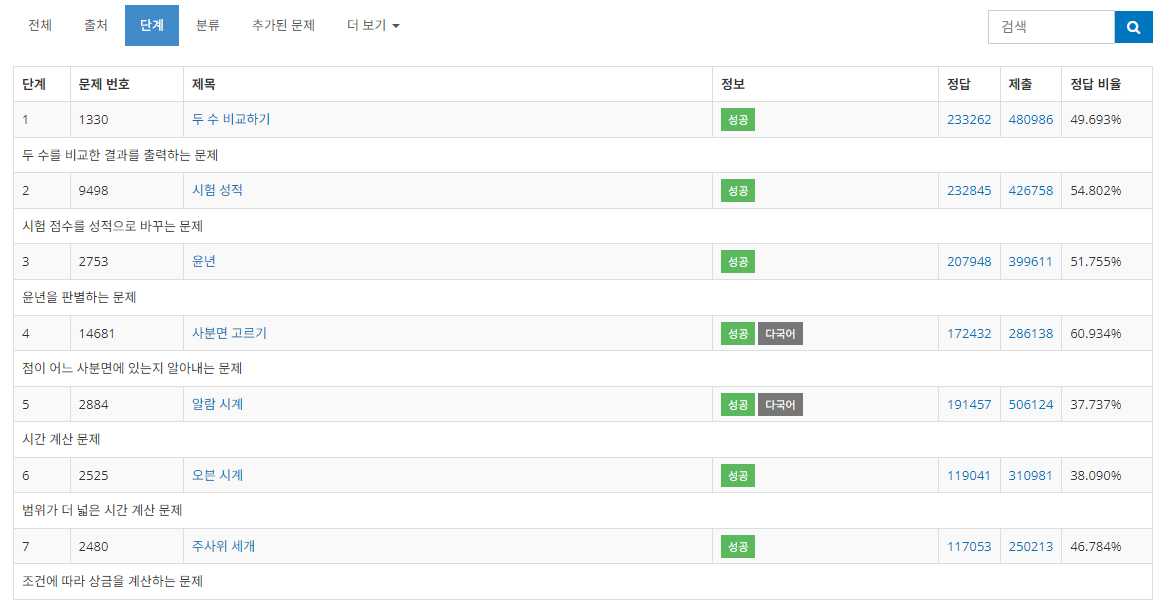 전체 출처 단계 분류 추가된 문제 더 보기 검색
단계 문제 번호 제목 정보 정답 제출 정답 비율
1 1330 두 수 비교하기 성공 233262 480986 49.693%
두 수를 비교한 결과를 출력하는 문제
2 9498 시험 성적 성공 232845 426758 54.802%
시험 점수를 성적으로 바꾸는 문제
3 2753 윤년 성공 207948 399611 51.755%
윤년을 판별하는 문제
4 14681 사분면 고르기 성공 다국어 172432 286138 60.934%
점이 어느 사분면에 있는지 알아내는 문제
5 2884 알람 시계 성공 다국어 191457 506124 37.737%
시간 계산 문제
6 2525 오븐 시계 성공 119041 310981 38.090%
범위가 더 넓은 시간 계산 문제
7 2480 주사위 세개 성공 117053 250213 46.784%
조건에 따라 상금을 계산하는 문제